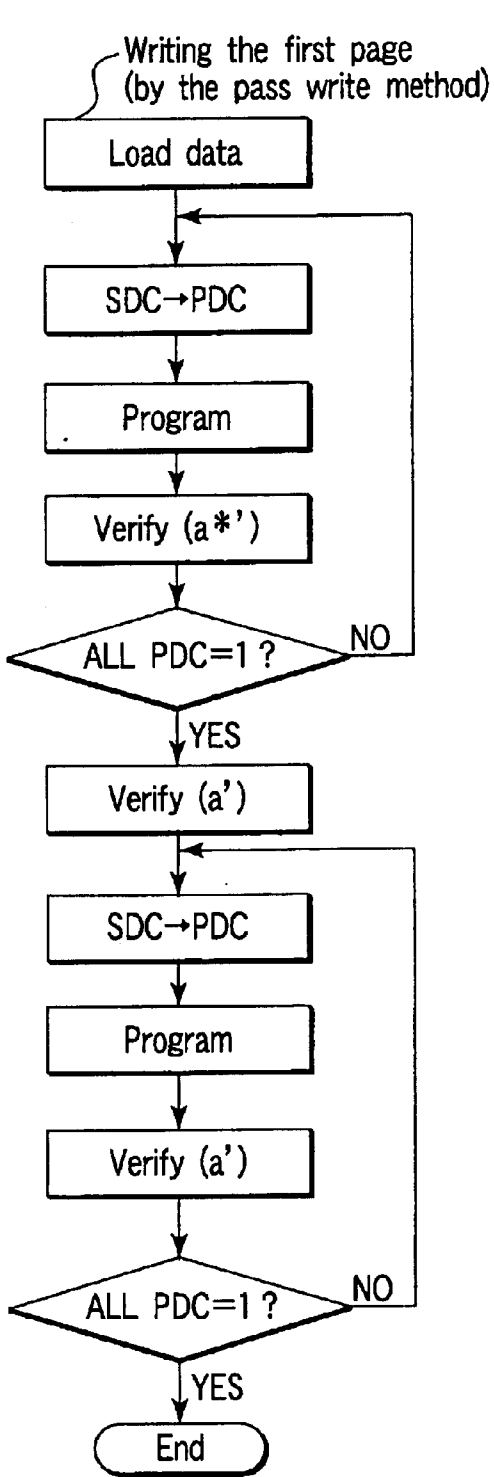 Writing the first page
(by the pass write method)
Load data
SDC→PDC
Program
Verify (a*')
ALL PDC=1?
NO
YES
Verify (a')
SDC→PDC
Program
Verify (a')
ALL PDC=1?
NO
YES
End